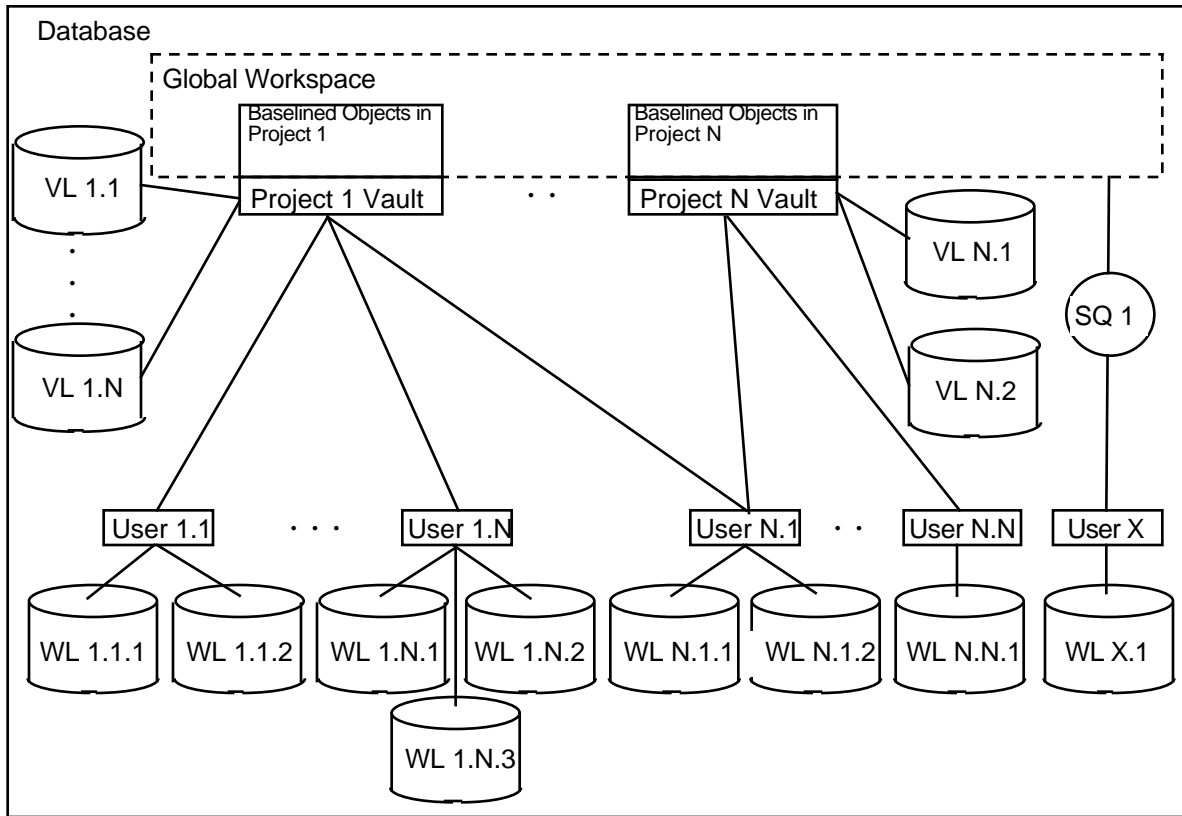 Database
Global Workspace
Baselined Objects in
Project 1
Baselined Objects in
Project N
VL 1.1
Project 1 Vault
. .
Project N Vault
VL N.1
.
.
.
SQ 1
VL 1.N
VL N.2
User 1.1
. . .
User 1.N
User N.1
. .
User N.N
User X
WL 1.1.1
WL 1.1.2
WL 1.N.1
WL 1.N.2
WL N.1.1
WL N.1.2
WL N.N.1
WL X.1
WL 1.N.3